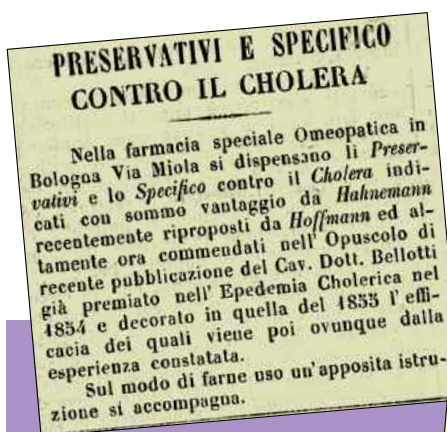 PRESERVATIVI E SPECIFICO
CONTRO IL CHOLERA
Nella farmacia speciale Omeopatica in
Bologna Via Miola si dispensano li Preser-
vativi e lo Specifico contro il Cholera indi-
cati con sommo vantaggio da Hahnemann
recentemente riproposti da Hoffmann ed al-
tamente ora commendati nell' Opuscolo di
recente pubblicazione del Cav. Dott. Bellotti
già premiato nell' Epedemia Cholerica nel
1854 e decorato in quella del 1855 l' effi-
cacia dei quali viene poi ovunque dalla
esperienza constatata.
Sul modo di farne uso un' apposita istru-
zione si accompagna.